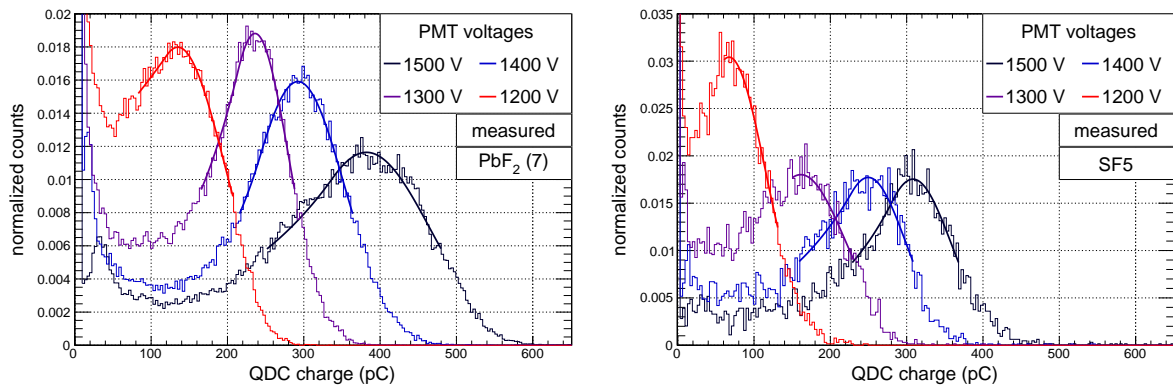 PMT voltages
1500 V 1400 V
1300 V 1200 V
measured
PbF2 (7)
normalized counts
0.02
0.018
0.016
0.014
0.012
0.01
0.008
0.006
0.004
0.002
0
0 100 200 300 400 500 600
QDC charge (pC)
PMT voltages
1500 V 1400 V
1300 V 1200 V
measured
SF5
normalized counts
0.035
0.03
0.025
0.02
0.015
0.01
0.005
0
0 100 200 300 400 500 600
QDC charge (pC)